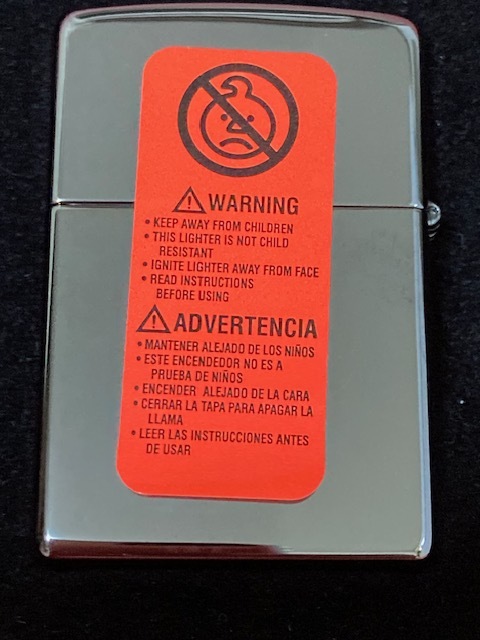 WARNING
• KEEP AWAY FROM CHILDREN
• THIS LIGHTER IS NOT CHILD
RESISTANT
• IGNITE LIGHTER AWAY FROM FACE
• READ INSTRUCTIONS
BEFORE USING
ADVERTENCIA
• MANTENER ALEJADO DE LOS NIÑOS
• ESTE ENCENDEDOR NO ES A
PRUEBA DE NIÑOS
• ENCENDER ALEJADO DE LA CARA
• CERRAR LA TAPA PARA APAGAR LA
LLAMA
• LEER LAS INSTRUCCIONES ANTES
DE USAR